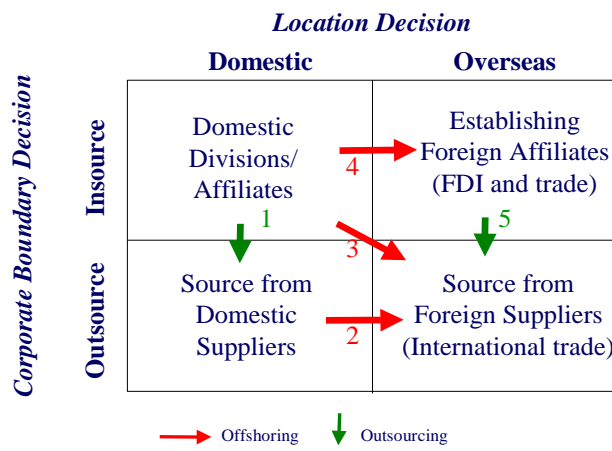 Location Decision
Domestic
Overseas
Corporate Boundary Decision
Insource
Domestic
Divisions/
Affiliates
4
Establishing
Foreign Affiliates
(FDI and trade)
1
3
5
Outsource
Source from
Domestic
Suppliers
2
Source from
Foreign Suppliers
(International trade)
Offshoring
Outsourcing